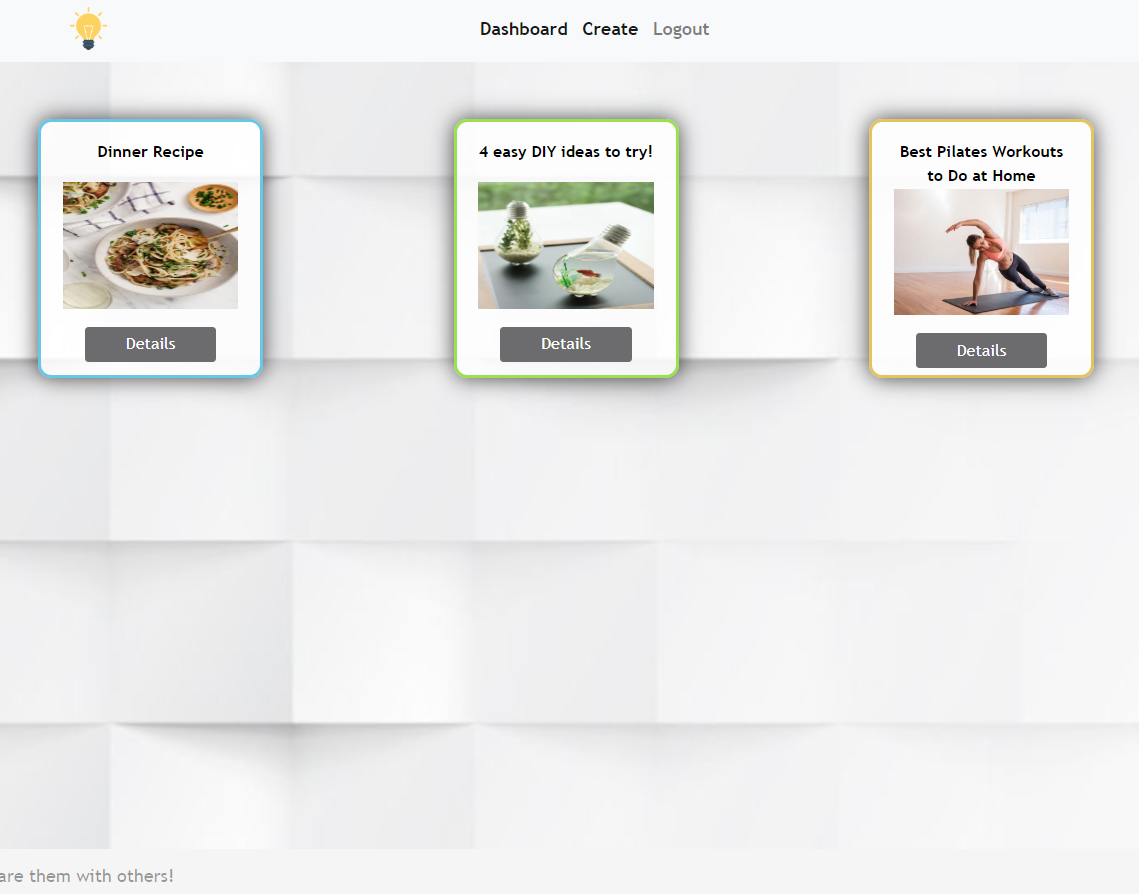 Dashboard Create Logout
Dinner Recipe
Details
4 easy DIY ideas to try!
Details
Best Pilates Workouts
to Do at Home
Details
are them with others!